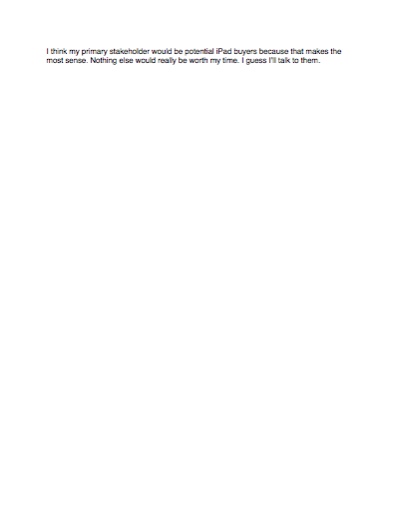 I think my primary stakeholder would be potential iPad buyers because that makes the
most sense. Nothing else would really be worth my time. I guess I'll talk to them.